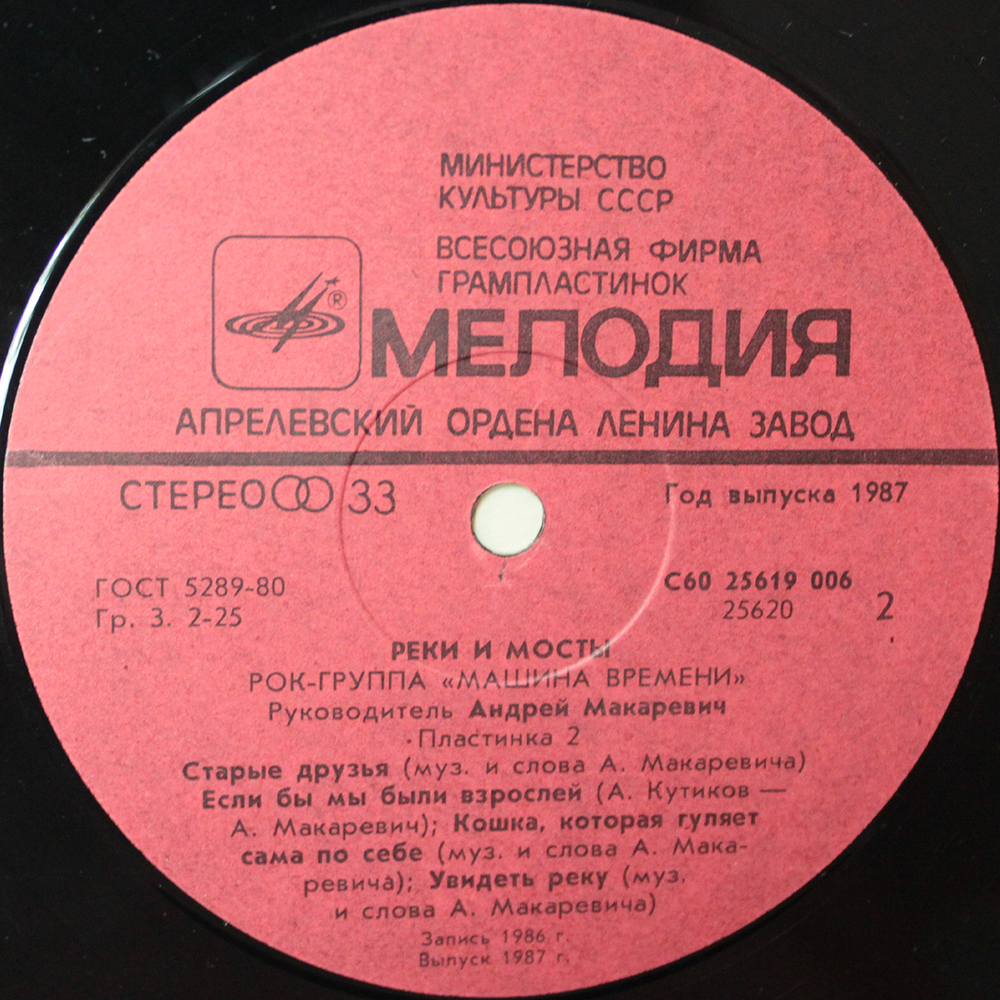 МИНИСТЕРСТВО
КУЛЬТУРЫ СССР
ВСЕСОЮЗНАЯ ФИРМА
ГРАМПЛАСТИНОК
®
МЕЛОДИЯ
АПРЕЛЕВСКИЙ ОРДЕНА ЛЕНИНА ЗАВОД
СТЕРЕО 33
Год выпуска 1987
ГОСТ 5289-80
Гр. 3. 2-25
С60 25619 006
25620
2
РЕКИ И МОСТЫ
РОК-ГРУППА «МАШИНА ВРЕМЕНИ»
Руководитель Андрей Макаревич
Пластинка 2
Старые друзья (муз. и слова А. Макаревича)
Если бы мы были взрослей (А. Кутиков —
А. Макаревич); Кошка, которая гуляет
сама по себе (муз. и слова А. Мака-
ревича); Увидеть реку (муз.
и слова А. Макаревича)
Запись 1986 г.
Выпуск 1987 г.